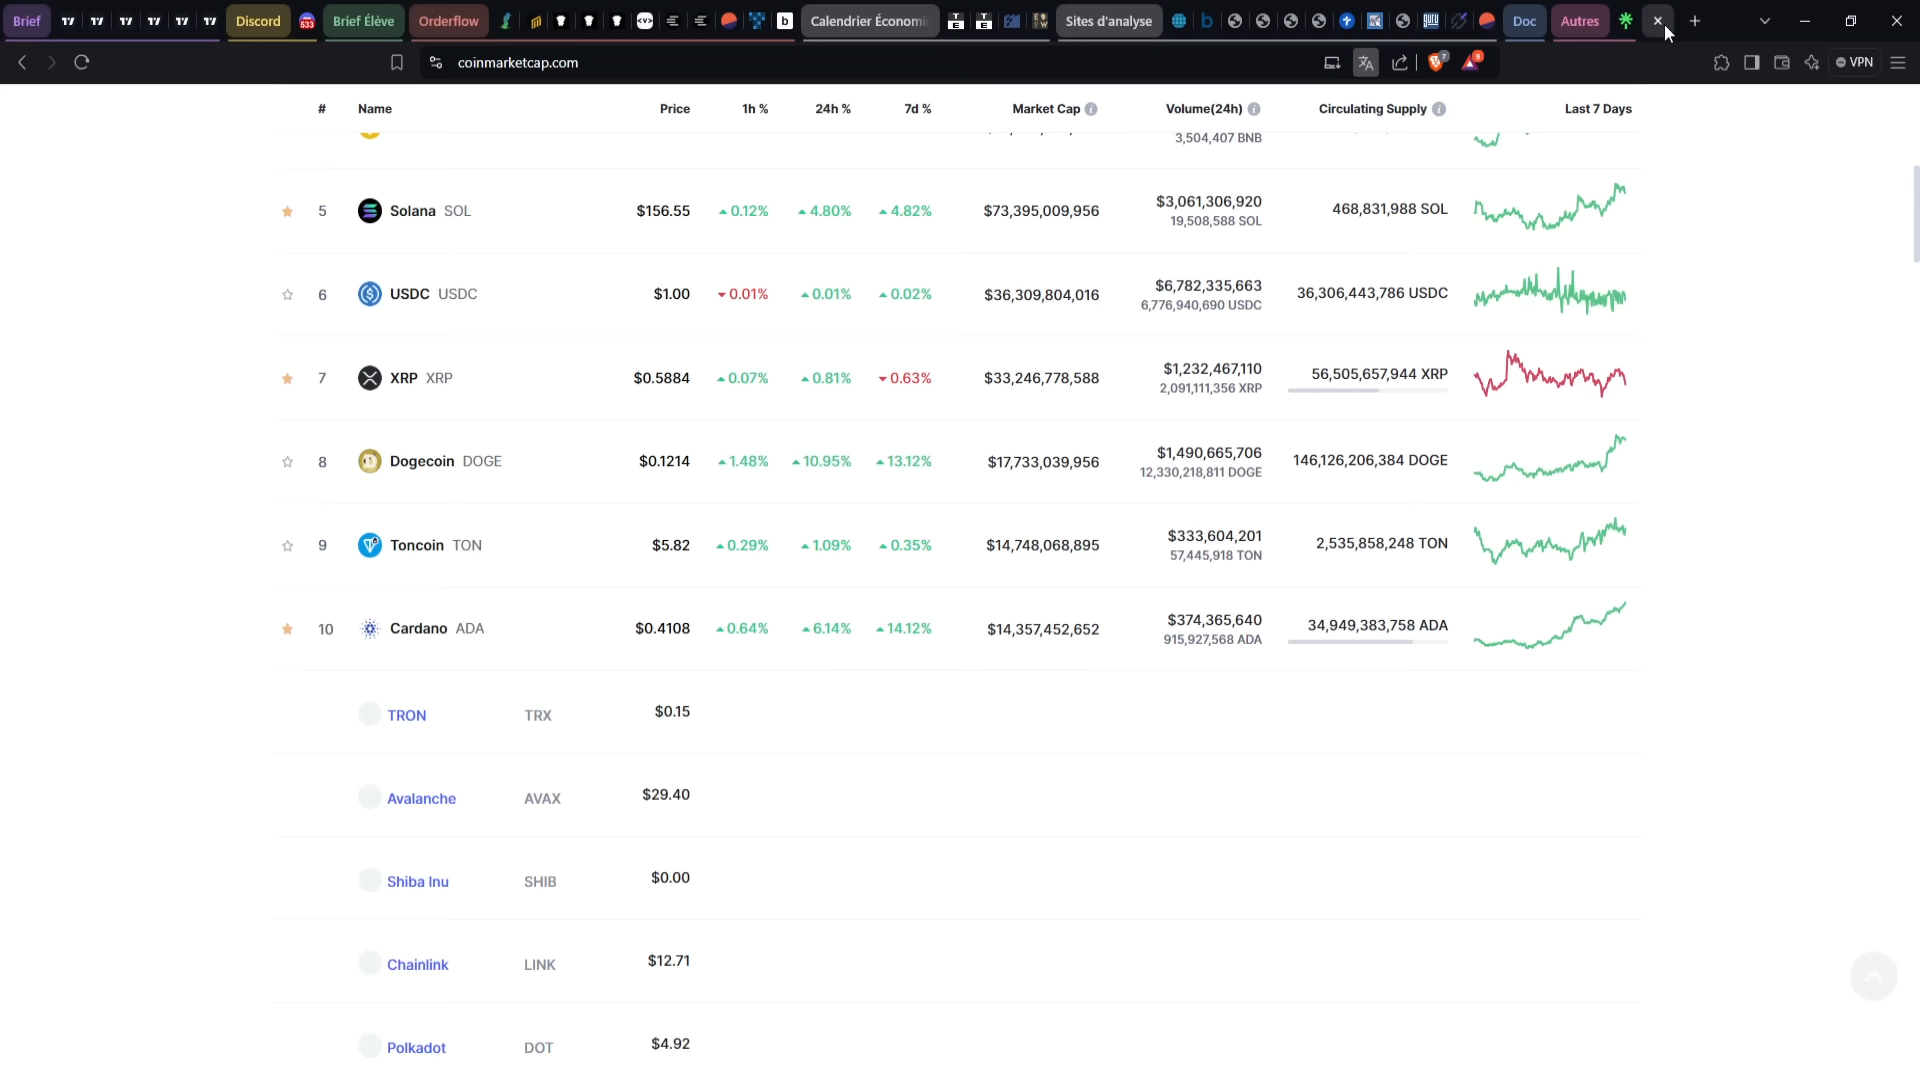 Brief Discord 533 Brief Élève Orderflow Calendrier Économi Sites d'analyse Doc Autres
coinmarketcap.com 7 9 VPN
# Name Price 1h % 24h % 7d % Market Cap Volume(24h) Circulating Supply Last 7 Days
3,504,407 BNB
5 Solana SOL $156.55 0.12% 4.80% 4.82% $73,395,009,956 $3,061,306,920 468,831,988 SOL
19,508,588 SOL
6 USDC USDC $1.00 0.01% 0.01% 0.02% $36,309,804,016 $6,782,335,663 36,306,443,786 USDC
6,776,940,690 USDC
7 XRP XRP $0.5884 0.07% 0.81% 0.63% $33,246,778,588 $1,232,467,110 56,505,657,944 XRP
2,091,111,356 XRP
8 Dogecoin DOGE $0.1214 1.48% 10.95% 13.12% $17,733,039,956 $1,490,665,706 146,126,206,384 DOGE
12,330,218,811 DOGE
9 Toncoin TON $5.82 0.29% 1.09% 0.35% $14,748,068,895 $333,604,201 2,535,858,248 TON
57,445,918 TON
10 Cardano ADA $0.4108 0.64% 6.14% 14.12% $14,357,452,652 $374,365,640 34,949,383,758 ADA
915,927,568 ADA
TRON TRX $0.15
Avalanche AVAX $29.40
Shiba Inu SHIB $0.00
Chainlink LINK $12.71
Polkadot DOT $4.92